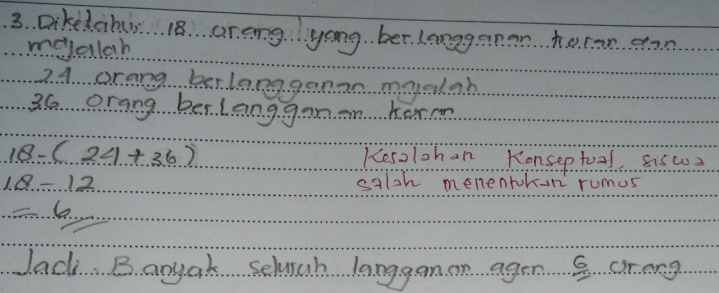 3. Diketahui: 18 orang yang berlangganan koran dan
majalah
24 orang berlangganan majalah
36 orang berlangganan koran
18 - ( 24 + 36 )
Kesalahan Konseptual, siswa
salah menentukan rumus
18 - 12
= 6
Jadi Banyak seluruh langganan agen 6 orang